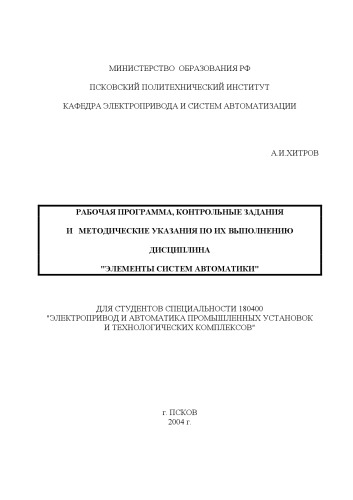 МИНИСТЕРСТВО ОБРАЗОВАНИЯ РФ
ПСКОВСКИЙ ПОЛИТЕХНИЧЕСКИЙ ИНСТИТУТ
КАФЕДРА ЭЛЕКТРОПРИВОДА И СИСТЕМ АВТОМАТИЗАЦИИ
А.И.ХИТРОВ
РАБОЧАЯ ПРОГРАММА, КОНТРОЛЬНЫЕ ЗАДАНИЯ
И МЕТОДИЧЕСКИЕ УКАЗАНИЯ ПО ИХ ВЫПОЛНЕНИЮ
ДИСЦИПЛИНА
"ЭЛЕМЕНТЫ СИСТЕМ АВТОМАТИКИ"
ДЛЯ СТУДЕНТОВ СПЕЦИАЛЬНОСТИ 180400
"ЭЛЕКТРОПРИВОД И АВТОМАТИКА ПРОМЫШЛЕННЫХ УСТАНОВОК
И ТЕХНОЛОГИЧЕСКИХ КОМПЛЕКСОВ"
г. ПСКОВ
2004 г.